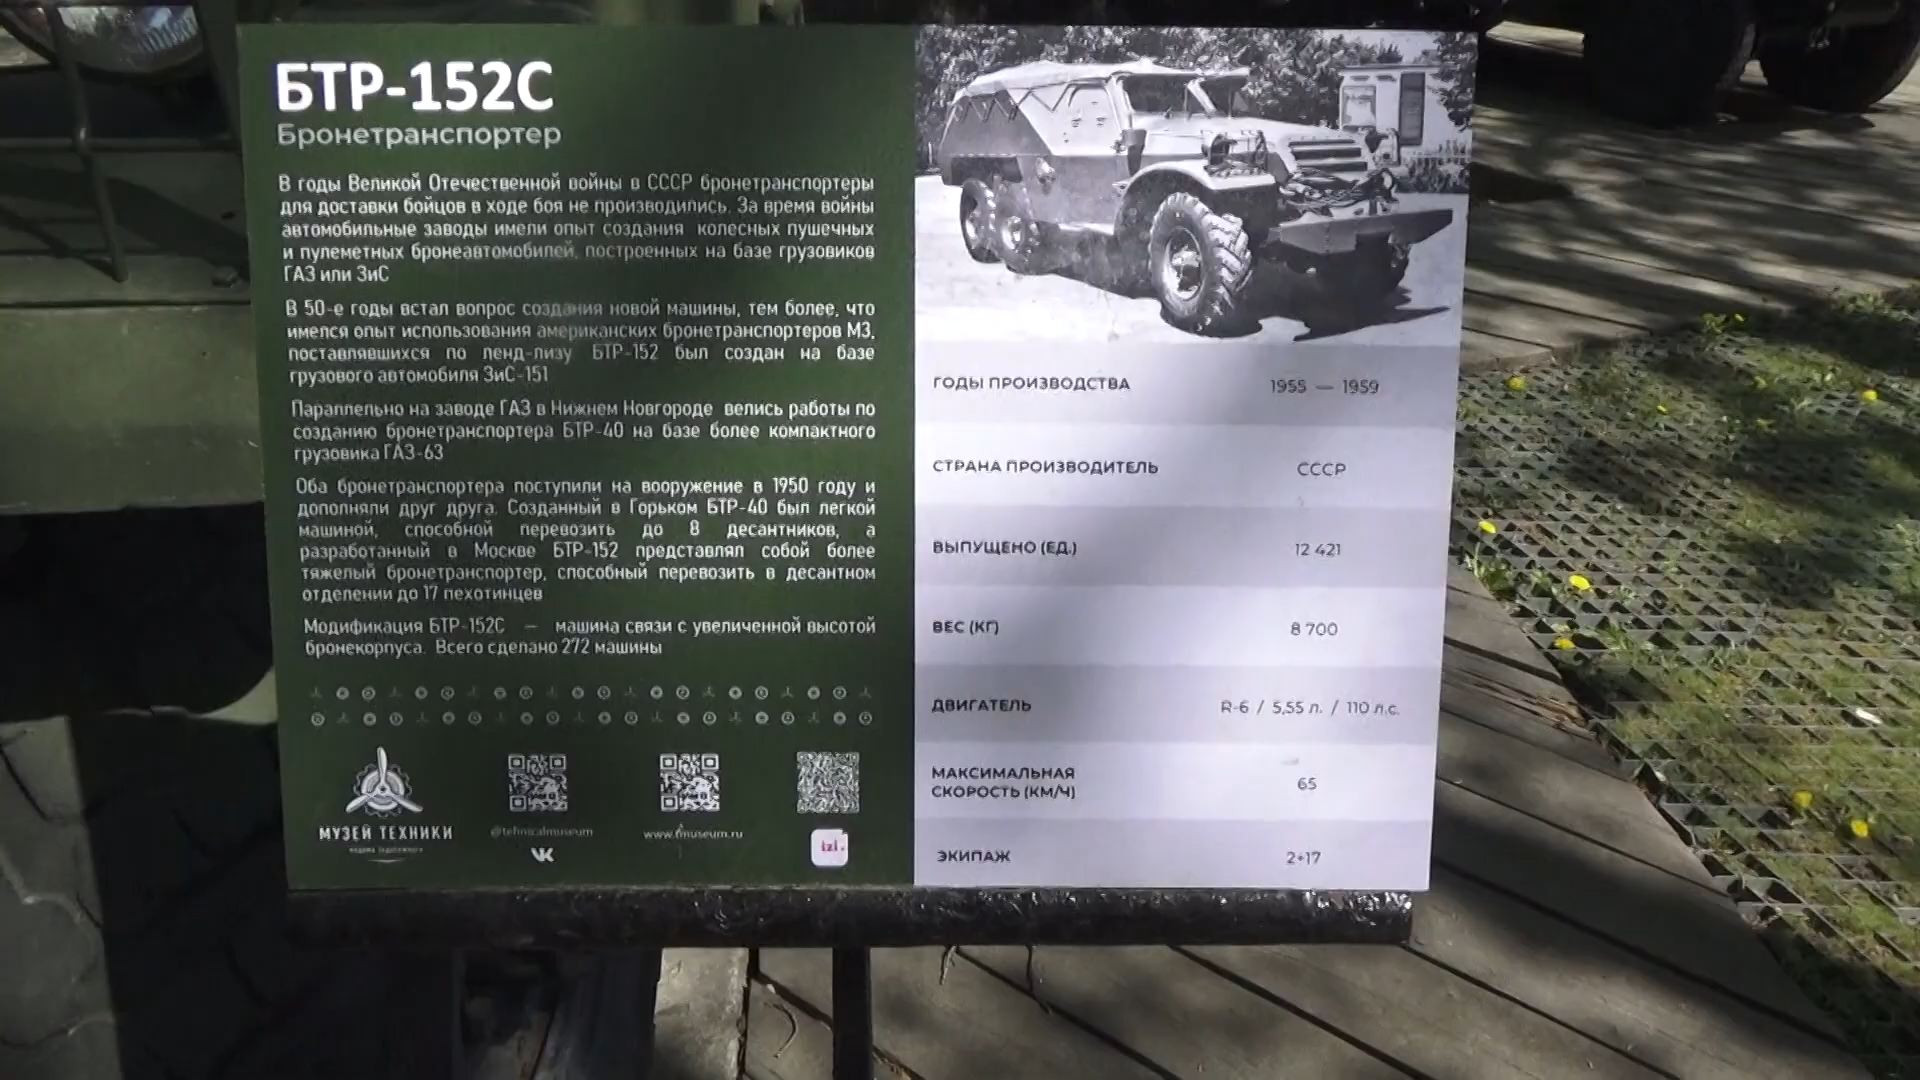 БТР-152С
Бронетранспортер
В годы Великой Отечественной войны в СССР бронетранспортеры
для доставки бойцов в ходе боя не производились. За время войны
автомобильные заводы имели опыт создания колесных пушечных
и пулеметных бронеавтомобилей, построенных на базе грузовиков
ГАЗ или ЗиС
В 50-е годы встал вопрос создания новой машины, тем более, что
имелся опыт использования американских бронетранспортеров М3,
поставлявшихся по ленд-лизу БТР-152 был создан на базе
грузового автомобиля ЗиС-151
Параллельно на заводе ГАЗ в Нижнем Новгороде велись работы по
созданию бронетранспортера БТР-40 на базе более компактного
грузовика ГАЗ-63
Оба бронетранспортера поступили на вооружение в 1950 году и
дополняли друг друга. Созданный в Горьком БТР-40 был легкой
машиной, способной перевозить до 8 десантников, а
разработанный в Москве БТР-152 представлял собой более
тяжелый бронетранспортер, способный перевозить в десантном
отделении до 17 пехотинцев
Модификация БТР-152С — машина связи с увеличенной высотой
бронекорпуса. Всего сделано 272 машины
МУЗЕЙ ТЕХНИКИ
@tehnicalmuseum
www.tmuseum.ru
izi.
ГОДЫ ПРОИЗВОДСТВА 1955 — 1959
СТРАНА ПРОИЗВОДИТЕЛЬ СССР
ВЫПУЩЕНО (ЕД.) 12 421
ВЕС (КГ) 8 700
ДВИГАТЕЛЬ R-6 / 5,55 л. / 110 л.с.
МАКСИМАЛЬНАЯ
СКОРОСТЬ (КМ/Ч) 65
ЭКИПАЖ 2+17